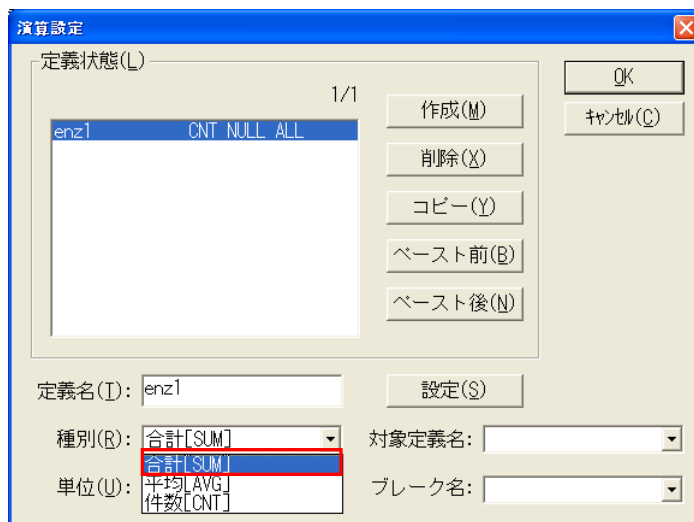 演算設定
定義状態(L)
1/1
enz1 CNT NULL ALL
作成(M)
削除(X)
コピー(Y)
ペースト前(B)
ペースト後(N)
OK
ｷｬﾝｾﾙ(C)
定義名(T): enz1
設定(S)
種別(R): 合計[SUM]
対象定義名:
合計[SUM]
平均[AVG]
件数[CNT]
単位(U):
ブレーク名: